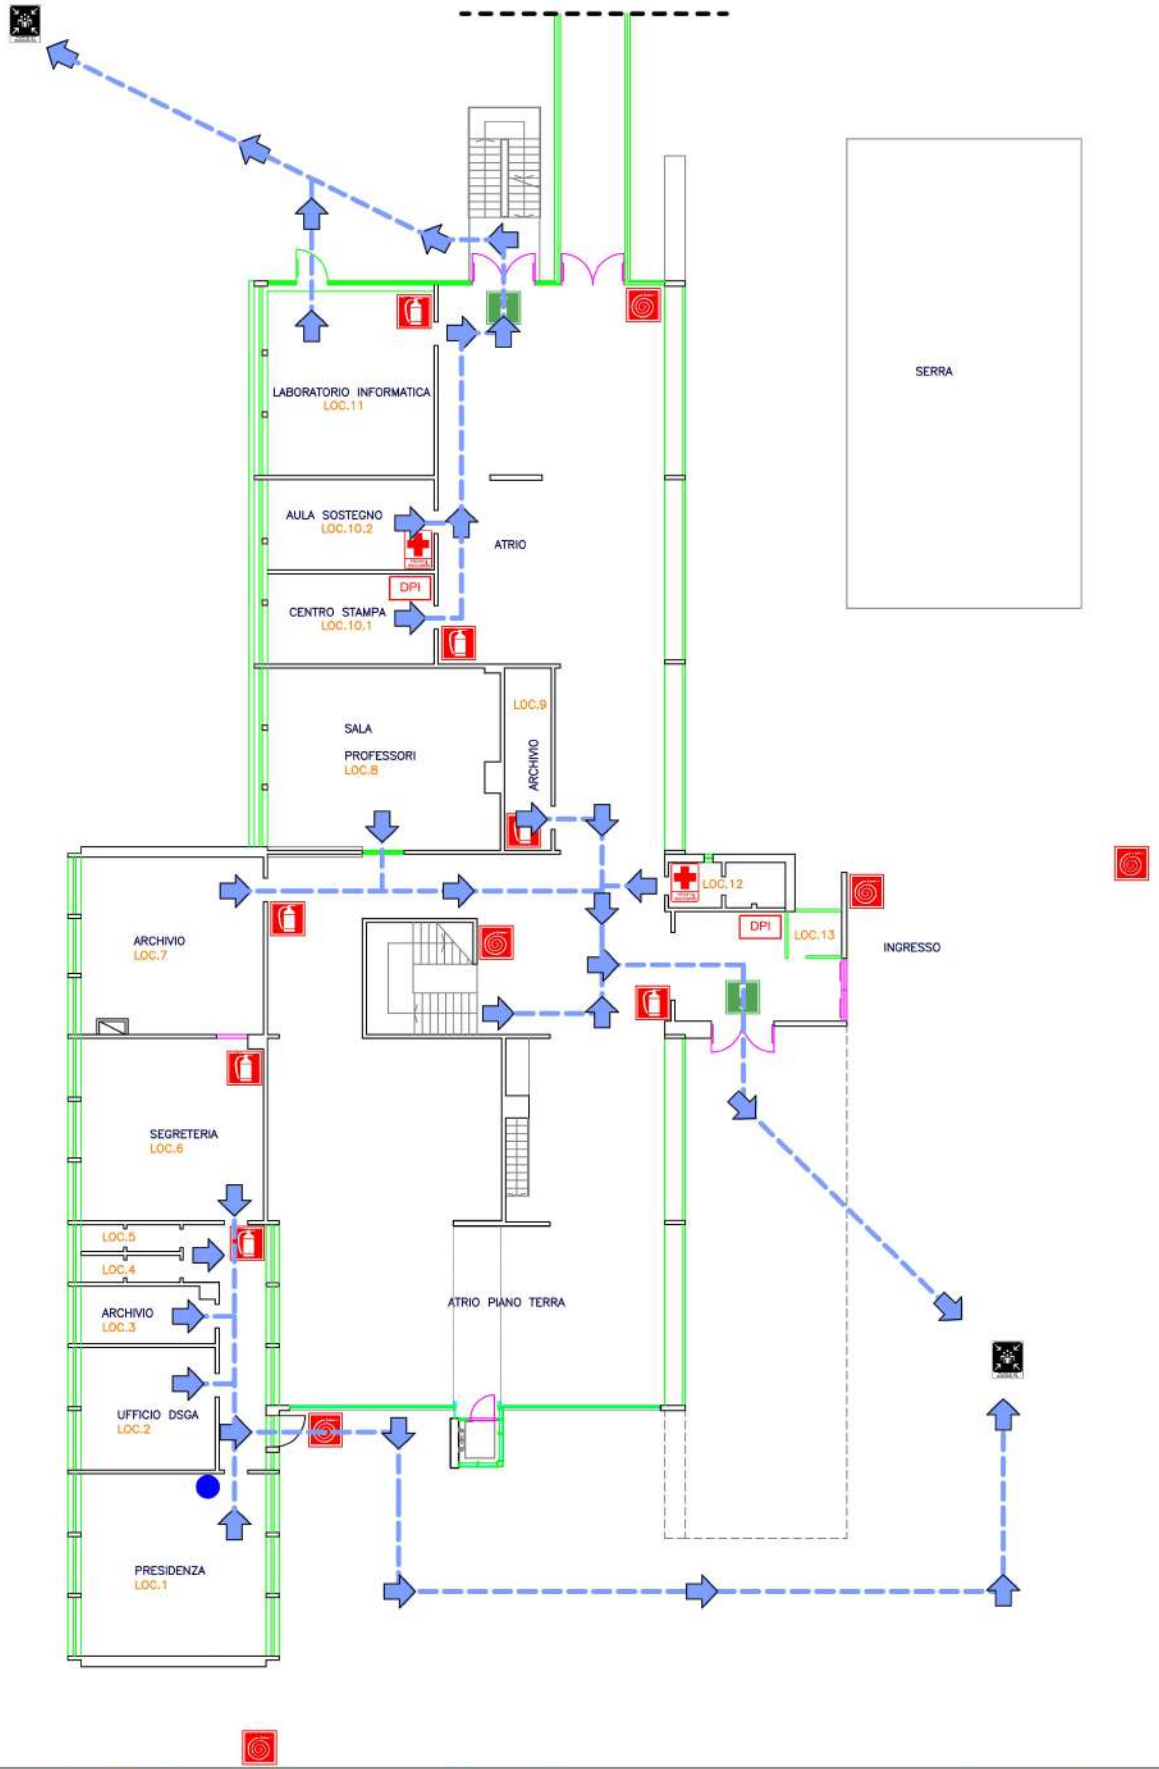 SERRA
LABORATORIO INFORMATICA
LOC.11
AULA SOSTEGNO
LOC.10.2
ATRIO
DPI
CENTRO STAMPA
LOC.10.1
LOC.9
ARCHIVIO
SALA
PROFESSORI
LOC.8
LOC.12
DPI
LOC.13
INGRESSO
ARCHIVIO
LOC.7
SEGRETERIA
LOC.6
LOC.5
LOC.4
ARCHIVIO
LOC.3
ATRIO PIANO TERRA
UFFICIO DSGA
LOC.2
PRESIDENZA
LOC.1